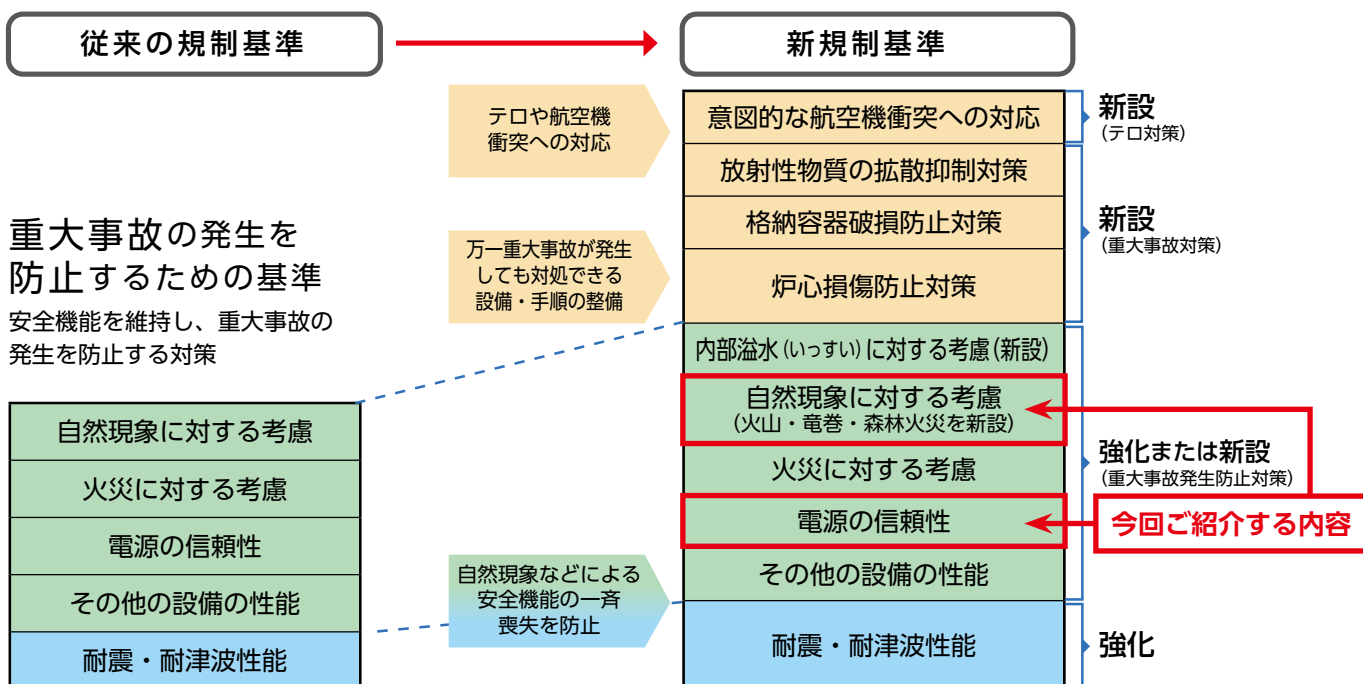 従来の規制基準
新規制基準
重大事故の発生を
防止するための基準
安全機能を維持し、重大事故の
発生を防止する対策
自然現象に対する考慮
火災に対する考慮
電源の信頼性
その他の設備の性能
耐震・耐津波性能
テロや航空機
衝突への対応
万一重大事故が発生
しても対処できる
設備・手順の整備
自然現象などによる
安全機能の一斉
喪失を防止
意図的な航空機衝突への対応
放射性物質の拡散抑制対策
格納容器破損防止対策
炉心損傷防止対策
内部溢水(いっすい)に対する考慮(新設)
自然現象に対する考慮
(火山・竜巻・森林火災を新設)
火災に対する考慮
電源の信頼性
その他の設備の性能
耐震・耐津波性能
新設
(テロ対策)
新設
(重大事故対策)
強化または新設
(重大事故発生防止対策)
今回ご紹介する内容
強化